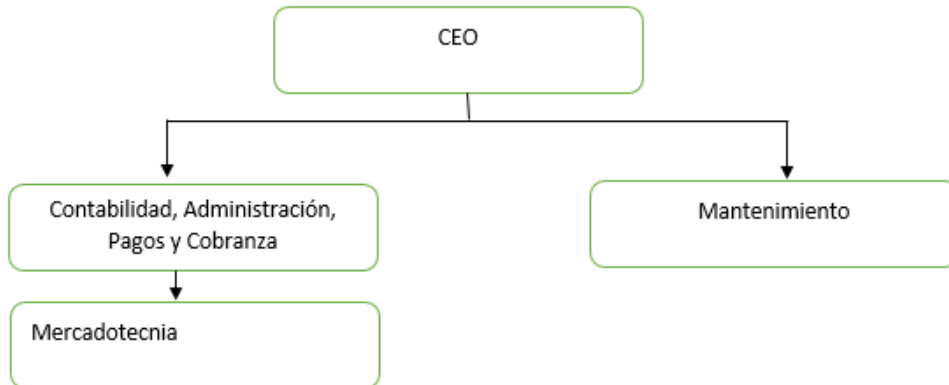 CEO
Contabilidad, Administración,
Pagos y Cobranza
Mantenimiento
Mercadotecnia